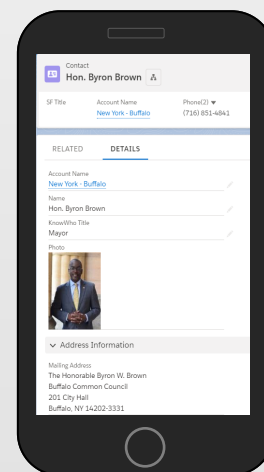 Contact
Hon. Byron Brown
SF Title Account Name Phone(2)
New York - Buffalo (716) 851-4841
RELATED DETAILS
Account Name
New York - Buffalo
Name
Hon. Byron Brown
KnowWho Title
Mayor
Photo
Address Information
Mailing Address
The Honorable Byron W. Brown
Buffalo Common Council
201 City Hall
Buffalo, NY 14202-3331